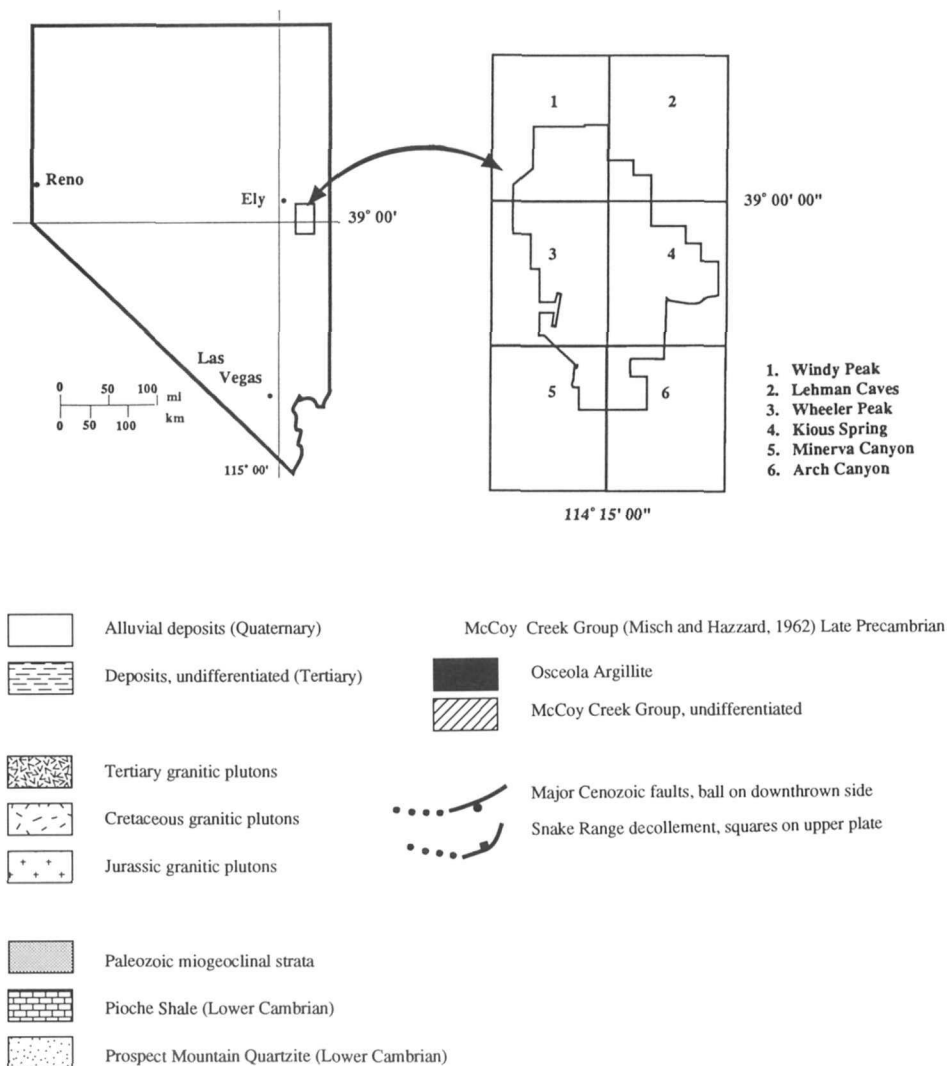 1
2
Reno
Ely
39° 00'
39° 00' 00"
3
4
Las
Vegas
0 50 100 mi
0 50 100 km
5
6
115° 00'
114° 15' 00"
1. Windy Peak
2. Lehman Caves
3. Wheeler Peak
4. Kious Spring
5. Minerva Canyon
6. Arch Canyon
Alluvial deposits (Quaternary)
Deposits, undifferentiated (Tertiary)
Tertiary granitic plutons
Cretaceous granitic plutons
Jurassic granitic plutons
Paleozoic miogeoclinal strata
Pioche Shale (Lower Cambrian)
Prospect Mountain Quartzite (Lower Cambrian)
McCoy Creek Group (Misch and Hazzard, 1962) Late Precambrian
Osceola Argillite
McCoy Creek Group, undifferentiated
Major Cenozoic faults, ball on downthrown side
Snake Range decollement, squares on upper plate